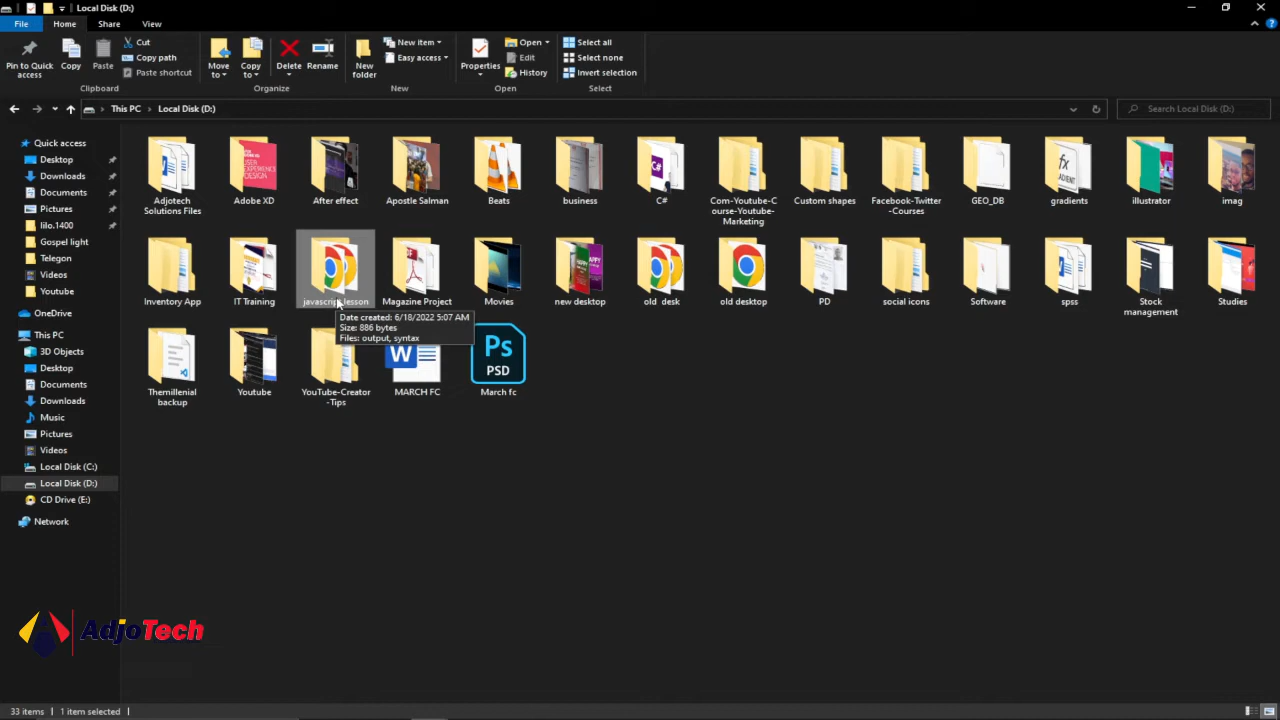 Local Disk (D:)
File Home Share View
Pin to Quick access
Copy
Paste
Cut
Copy path
Paste shortcut
Move to
Copy to
Delete
Rename
New folder
New item
Easy access
Properties
Open
Edit
History
Select all
Select none
Invert selection
Clipboard Organize New Open Select
This PC Local Disk (D:) Search Local Disk (D:)
Quick access
Desktop
Downloads
Documents
Pictures
lilo.1400
Gospel light
Telegon
Videos
Youtube
OneDrive
This PC
3D Objects
Desktop
Documents
Downloads
Music
Pictures
Videos
Local Disk (C:)
Local Disk (D:)
CD Drive (E:)
Network
Adjotech Solutions Files
Adobe XD
After effect
Apostle Salman
Beats
business
C#
Com-Youtube-Course-Youtube-Marketing
Custom shapes
Facebook-Twitter-Courses
GEO_DB
gradients
illustrator
imag
Inventory App
IT Training
javascript lesson
Magazine Project
Movies
new desktop
old desk
old desktop
PD
social icons
Software
spss
Stock management
Studies
Date created: 6/18/2022 5:07 AM
Size: 886 bytes
Files: output, syntax
Themillenial backup
Youtube
YouTube-Creator-Tips
MARCH FC
Ps
PSD
March fc
AdjoTech
33 items 1 item selected